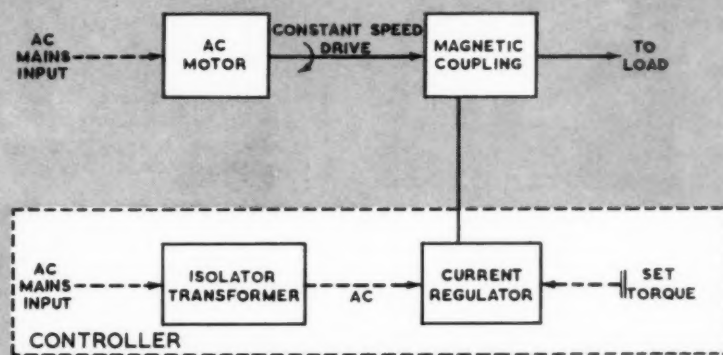 AC
MAINS
INPUT
AC
MOTOR
CONSTANT SPEED
DRIVE
MAGNETIC
COUPLING
TO
LOAD
AC
MAINS
INPUT
ISOLATOR
TRANSFORMER
AC
CURRENT
REGULATOR
SET
TORQUE
CONTROLLER